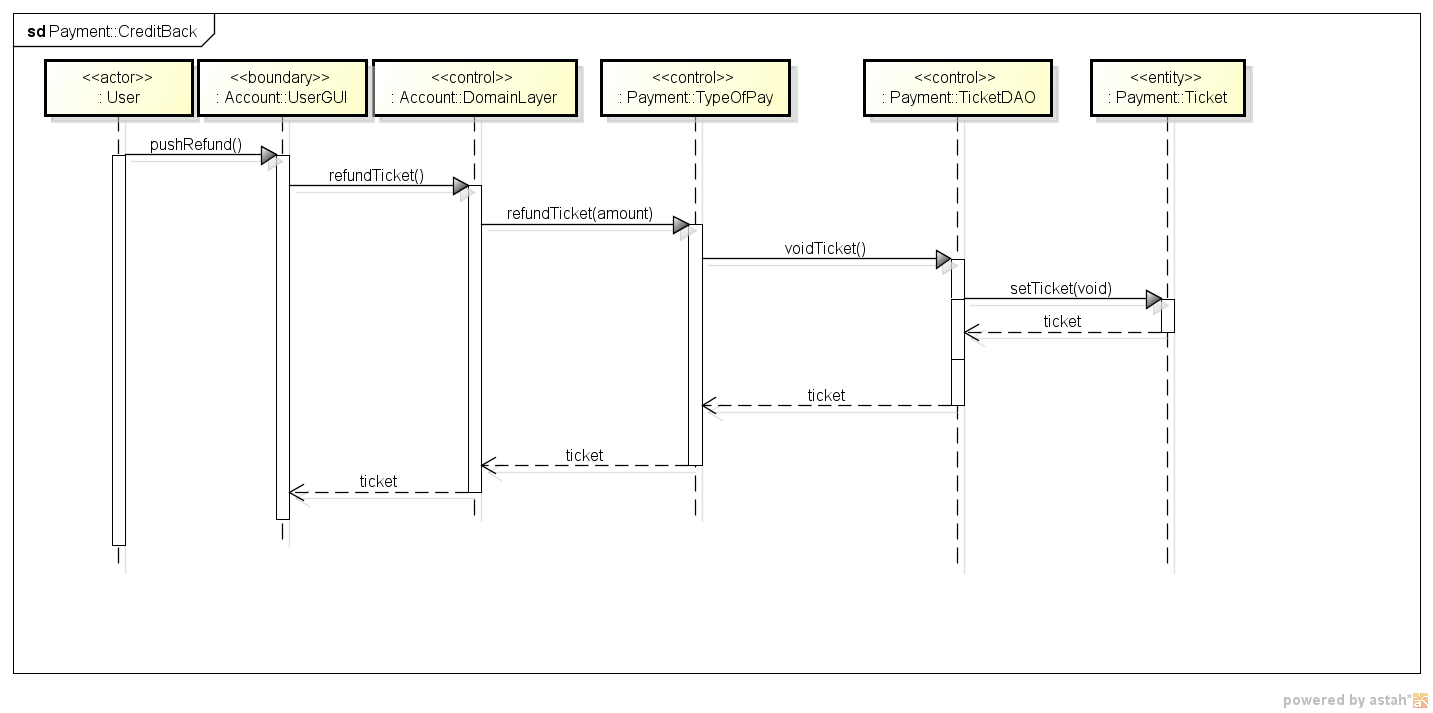 sd Payment::CreditBack
<<actor>>
: User
<<boundary>>
: Account::UserGUI
<<control>>
: Account::DomainLayer
<<control>>
: Payment::TypeOfPay
<<control>>
: Payment::TicketDAO
<<entity>>
: Payment::Ticket
pushRefund()
refundTicket()
refundTicket(amount)
voidTicket()
setTicket(void)
ticket
ticket
ticket
ticket
powered by astah*